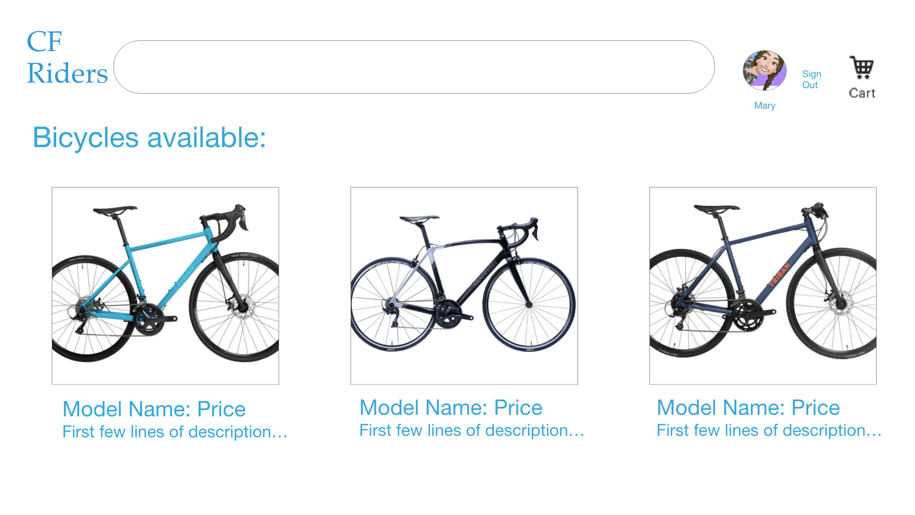 CF
Riders
Sign
Out
Mary
Cart
Bicycles available:
Model Name: Price
First few lines of description…
Model Name: Price
First few lines of description…
Model Name: Price
First few lines of description…